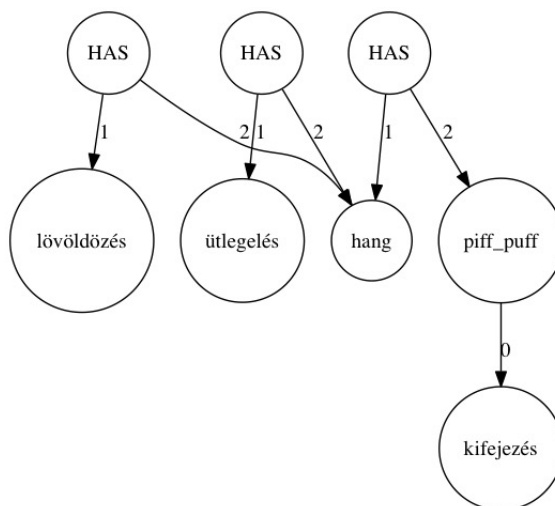 HAS HAS HAS
1 2 1 2 1 2
lövöldözés ütlegelés hang piff_puff
0
kifejezés